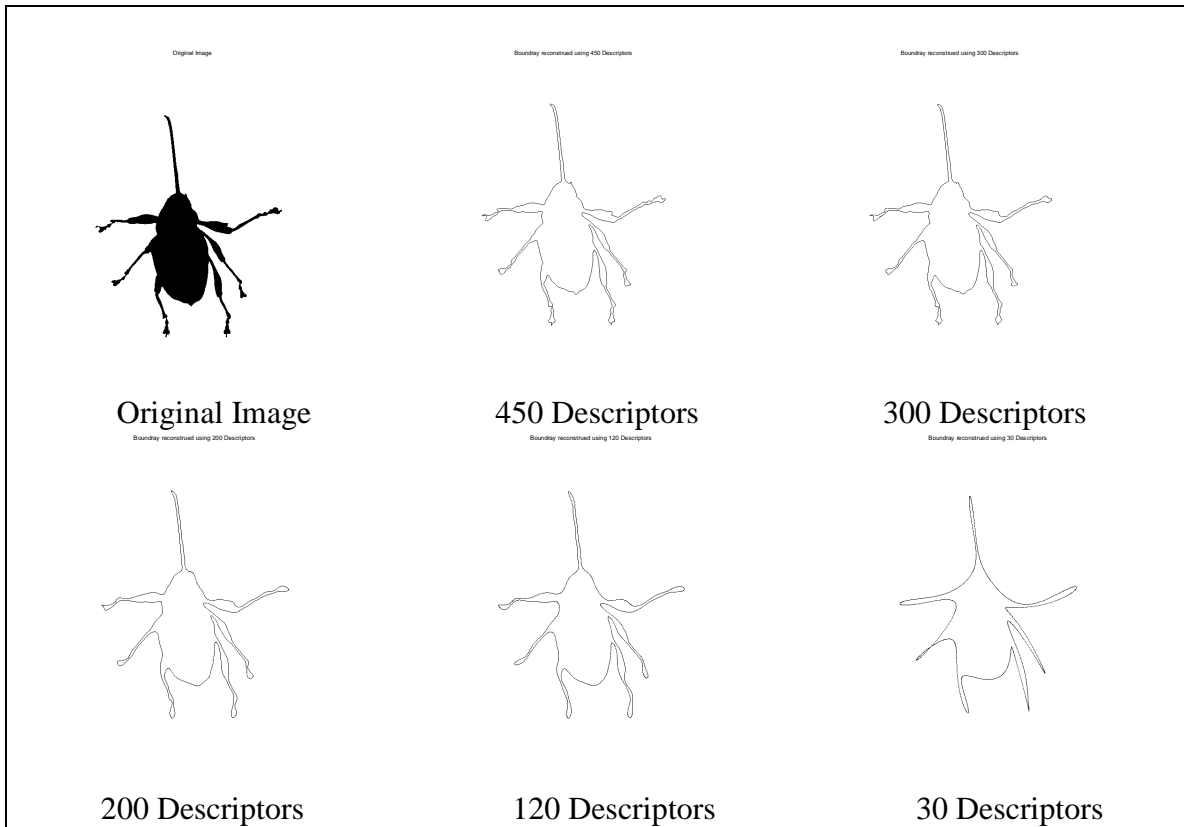 Original Image
Boundray reconstrued using 450 Descriptors
Boundray reconstrued using 300 Descriptors
Original Image
450 Descriptors
300 Descriptors
Boundray reconstrued using 200 Descriptors
Boundray reconstrued using 120 Descriptors
Boundray reconstrued using 30 Descriptors
200 Descriptors
120 Descriptors
30 Descriptors